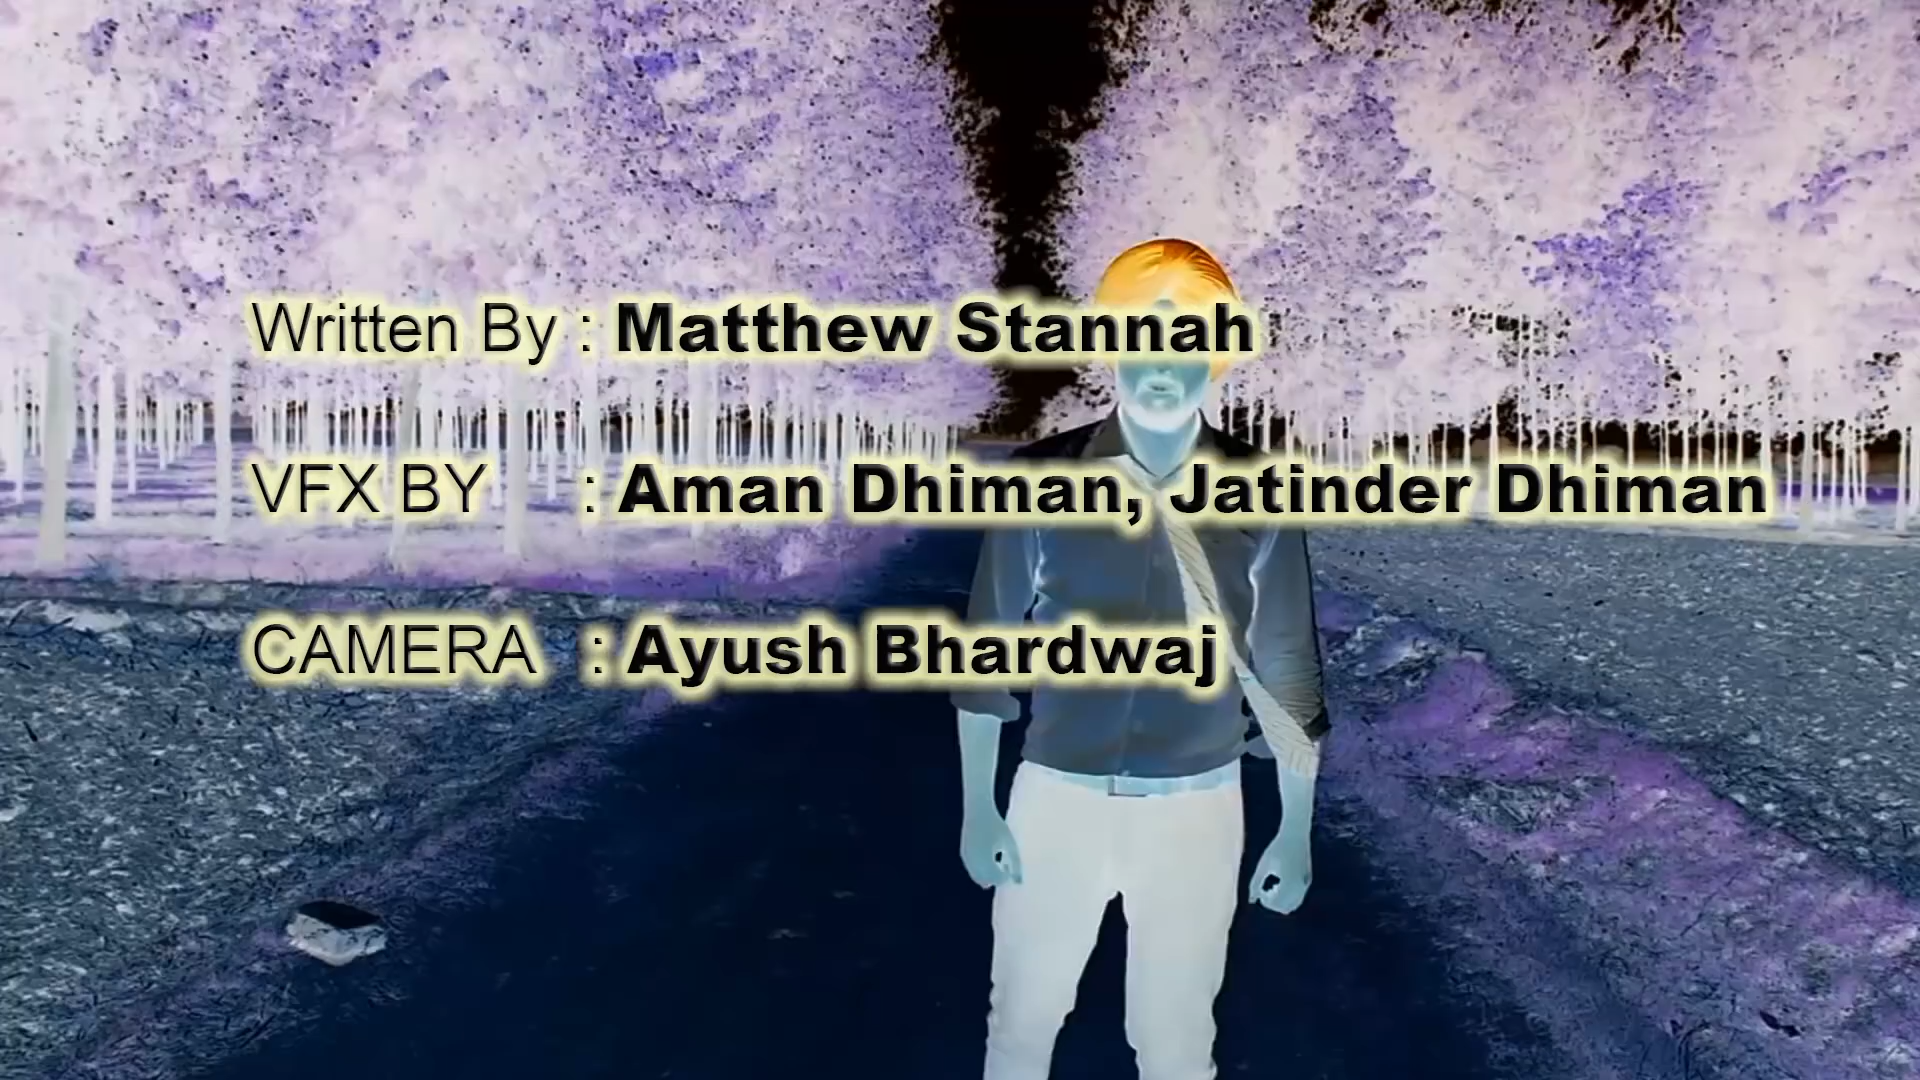 Written By : Matthew Stannah
VFX BY : Aman Dhiman, Jatinder Dhiman
CAMERA : Ayush Bhardwaj